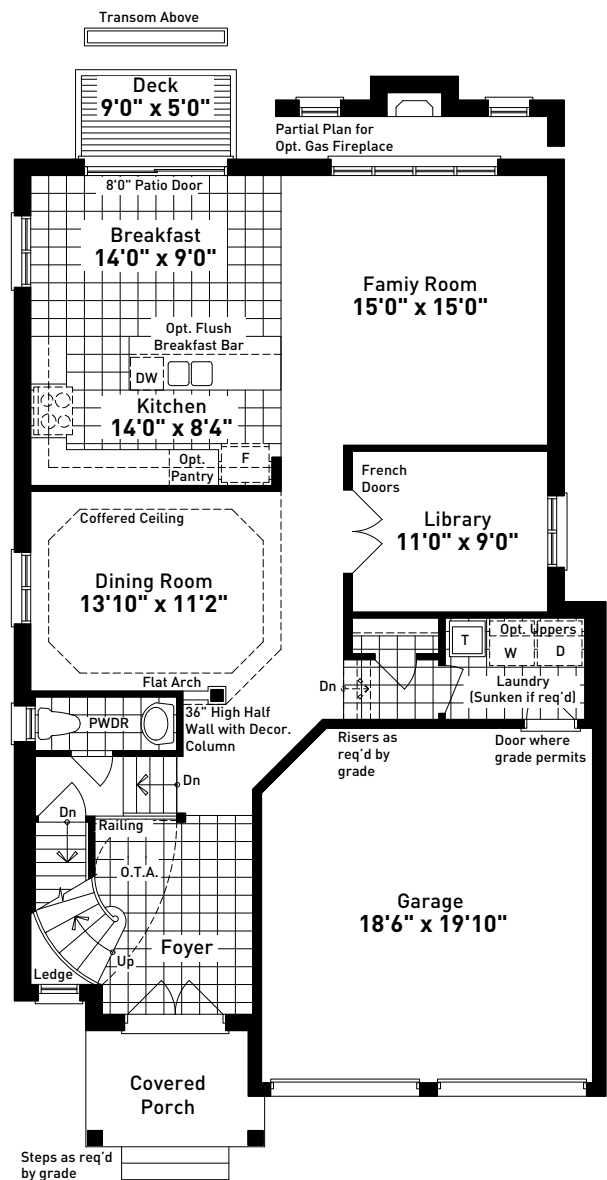 Transom Above
Deck
9'0" x 5'0"
Partial Plan for
Opt. Gas Fireplace
8'0" Patio Door
Breakfast
14'0" x 9'0"
Famiy Room
15'0" x 15'0"
Opt. Flush
Breakfast Bar
DW
Kitchen
14'0" x 8'4"
Opt.
Pantry
F
French
Doors
Library
11'0" x 9'0"
Coffered Ceiling
Dining Room
13'10" x 11'2"
Flat Arch
T
Opt. Uppers
W
D
Dn
Laundry
(Sunken if req'd)
PWDR
36" High Half
Wall with Decor.
Column
Risers as
req'd by
grade
Door where
grade permits
Dn
Dn
Railing
O.T.A.
Garage
18'6" x 19'10"
Foyer
Up
Ledge
Covered
Porch
Steps as req'd
by grade